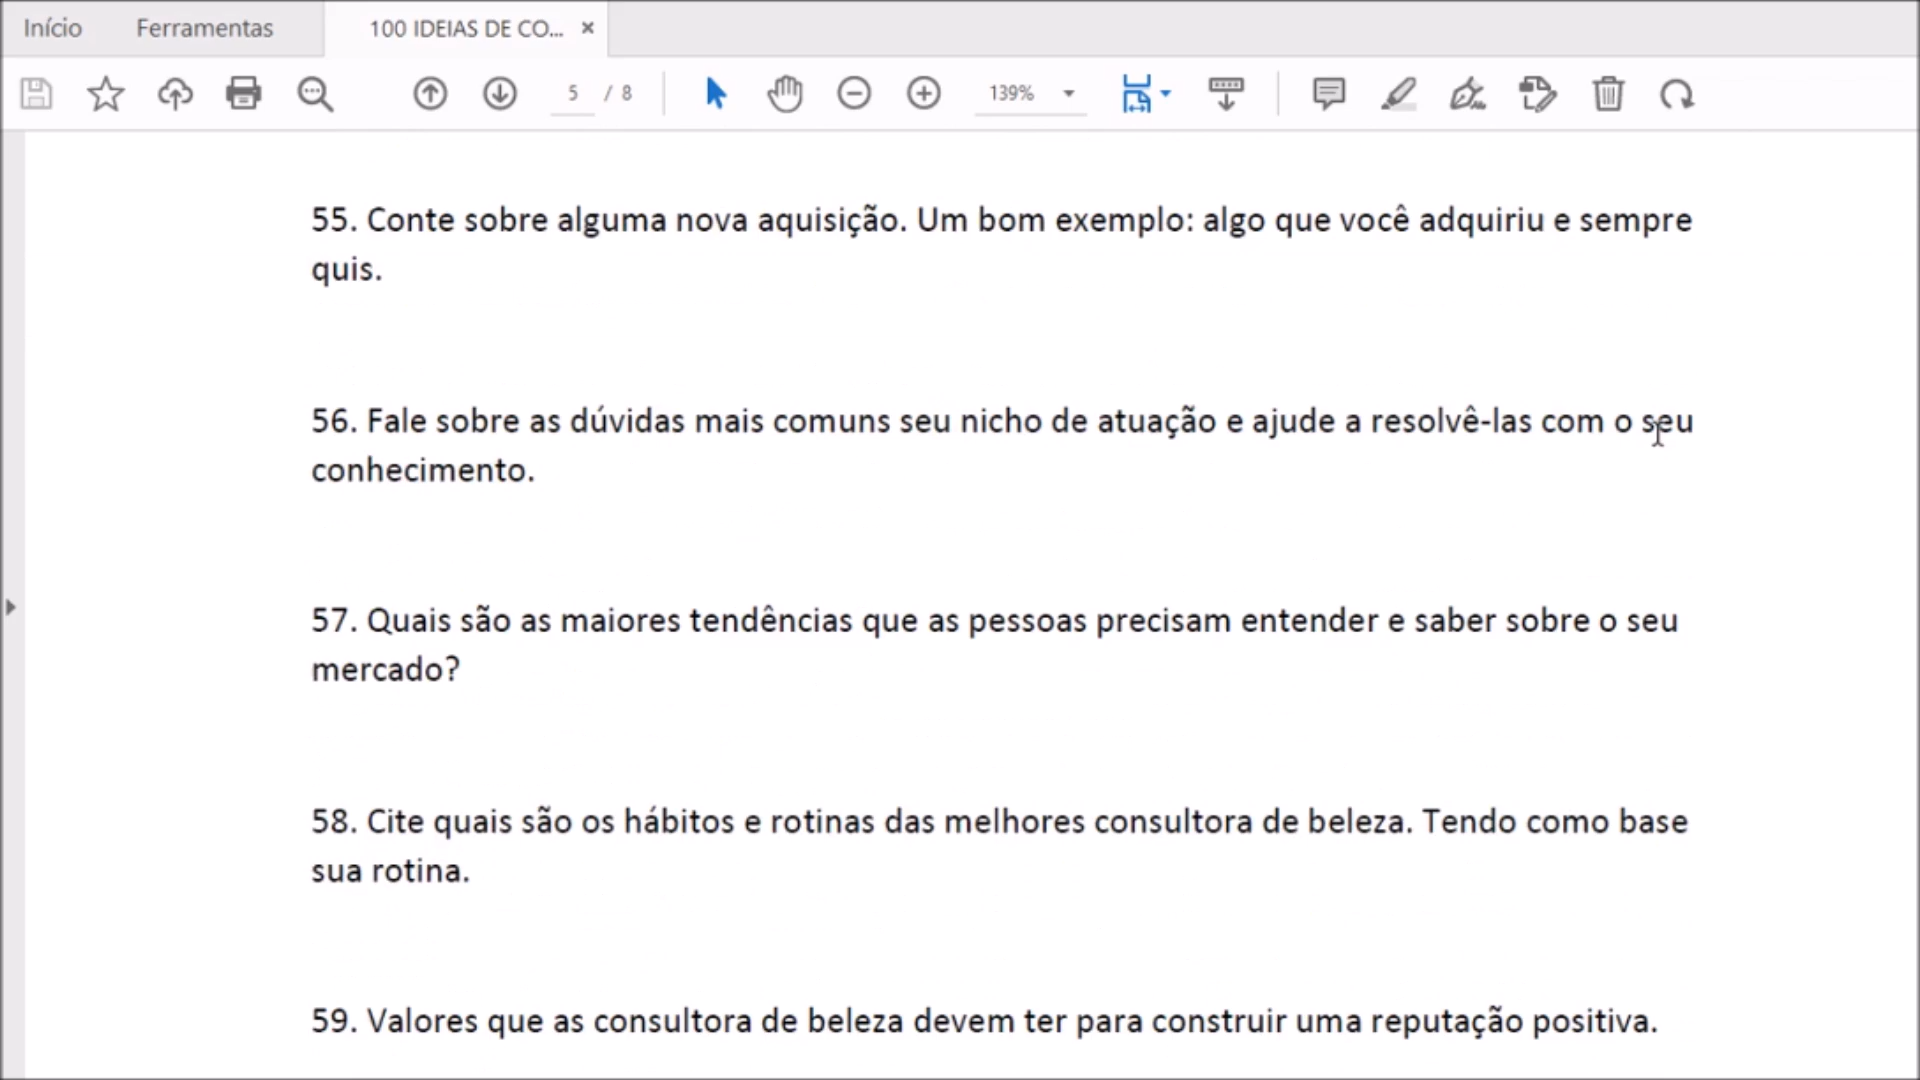 Início Ferramentas 100 IDEIAS DE CO...
5 / 8 139%
55. Conte sobre alguma nova aquisição. Um bom exemplo: algo que você adquiriu e sempre
quis.
56. Fale sobre as dúvidas mais comuns seu nicho de atuação e ajude a resolvê-las com o seu
conhecimento.
57. Quais são as maiores tendências que as pessoas precisam entender e saber sobre o seu
mercado?
58. Cite quais são os hábitos e rotinas das melhores consultora de beleza. Tendo como base
sua rotina.
59. Valores que as consultora de beleza devem ter para construir uma reputação positiva.